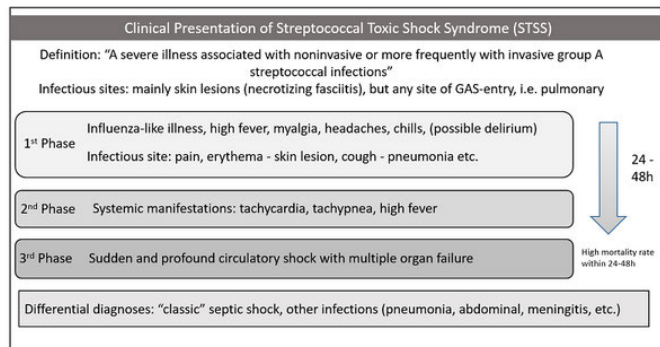 Clinical Presentation of Streptococcal Toxic Shock Syndrome (STSS)
Definition: “A severe illness associated with noninvasive or more frequently with invasive group A
streptococcal infections”
Infectious sites: mainly skin lesions (necrotizing fasciitis), but any site of GAS-entry, i.e. pulmonary
1st Phase
Influenza-like illness, high fever, myalgia, headaches, chills, (possible delirium)
Infectious site: pain, erythema - skin lesion, cough - pneumonia etc.
24 -
48h
2nd Phase
Systemic manifestations: tachycardia, tachypnea, high fever
3rd Phase
Sudden and profound circulatory shock with multiple organ failure
High mortality rate
within 24-48h
Differential diagnoses: “classic” septic shock, other infections (pneumonia, abdominal, meningitis, etc.)